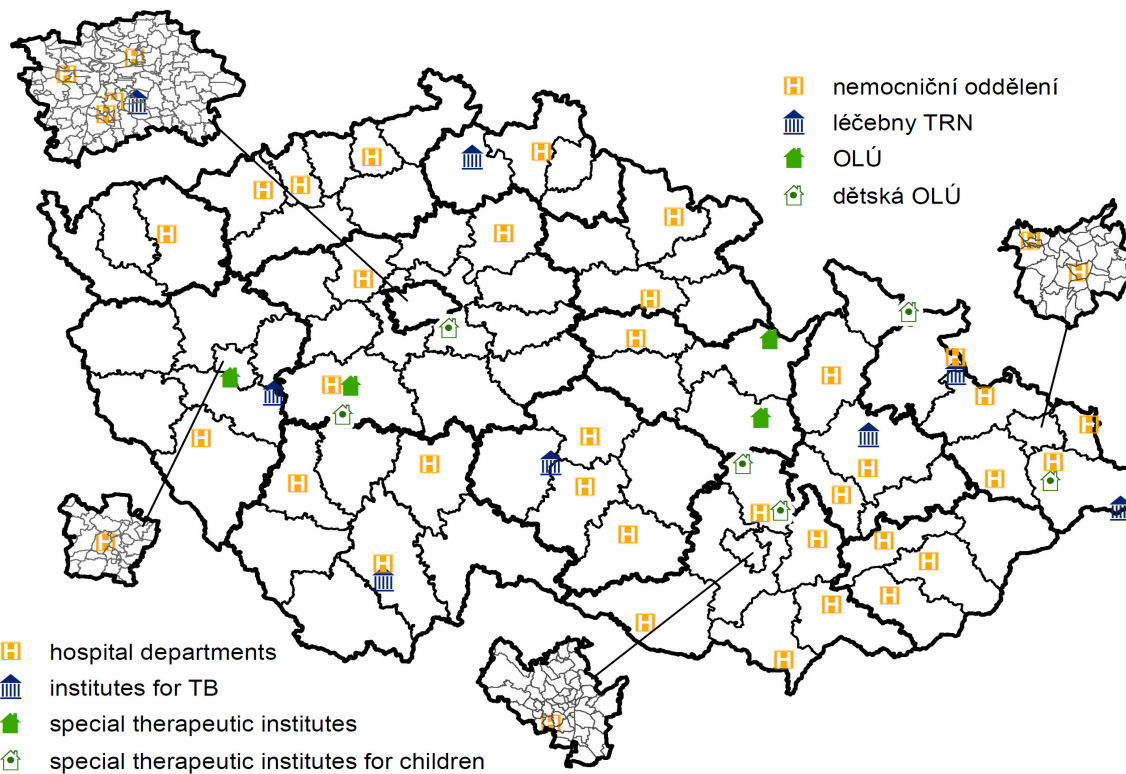 nemocniční oddělení
léčebny TRN
OLÚ
dětská OLÚ
hospital departments
institutes for TB
special therapeutic institutes
special therapeutic institutes for children